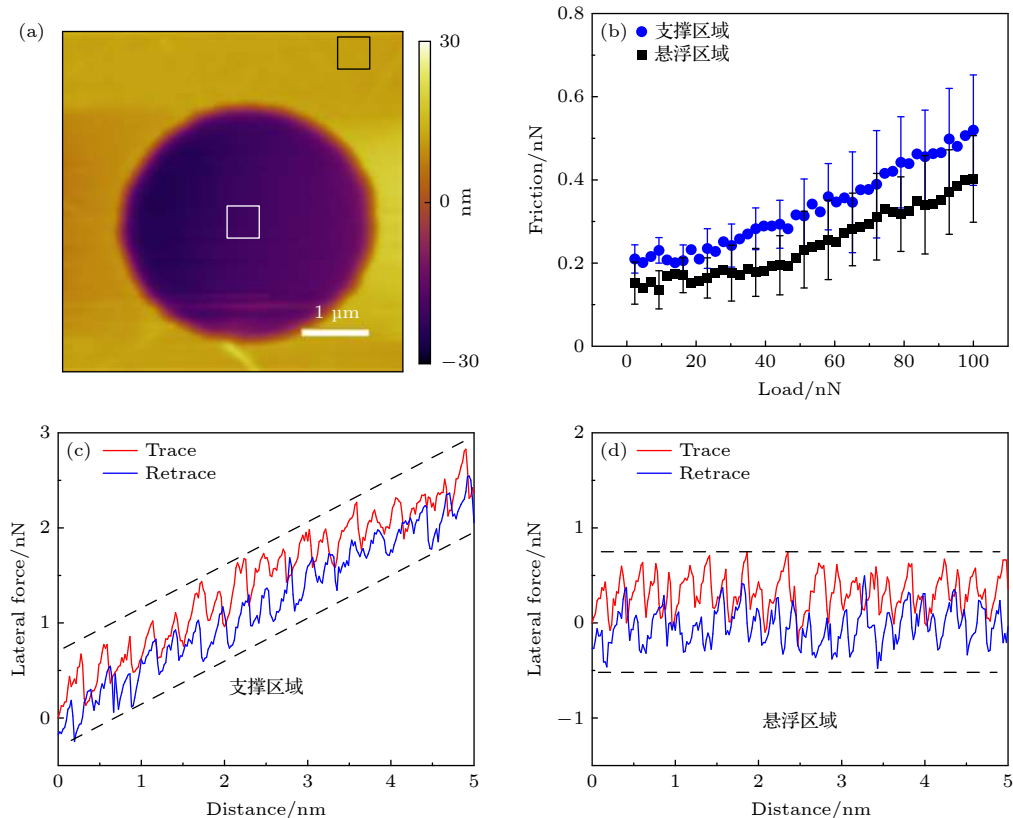 (a)
30
0
nm
−30
1 µm
(b)
支撑区域
悬浮区域
Friction/nN
0.8
0.6
0.4
0.2
0
0 20 40 60 80 100
Load/nN
(c)
Trace
Retrace
Lateral force/nN
3
2
1
0
支撑区域
0 1 2 3 4 5
Distance/nm
(d)
Trace
Retrace
Lateral force/nN
2
1
0
−1
悬浮区域
0 1 2 3 4 5
Distance/nm